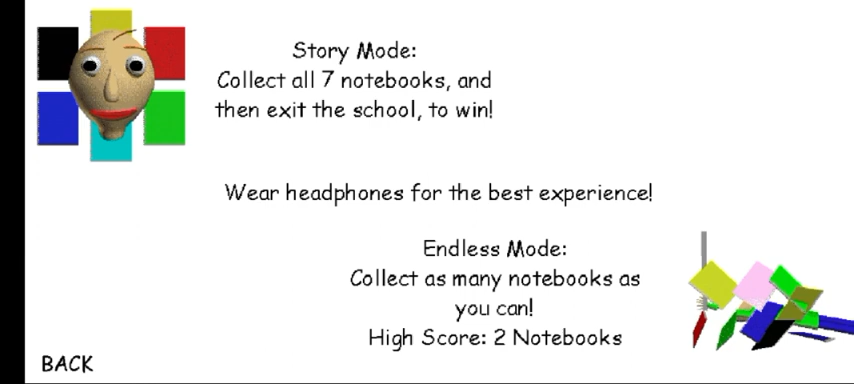 Story Mode:
Collect all 7 notebooks, and
then exit the school, to win!
Wear headphones for the best experience!
Endless Mode:
Collect as many notebooks as
you can!
High Score: 2 Notebooks
BACK